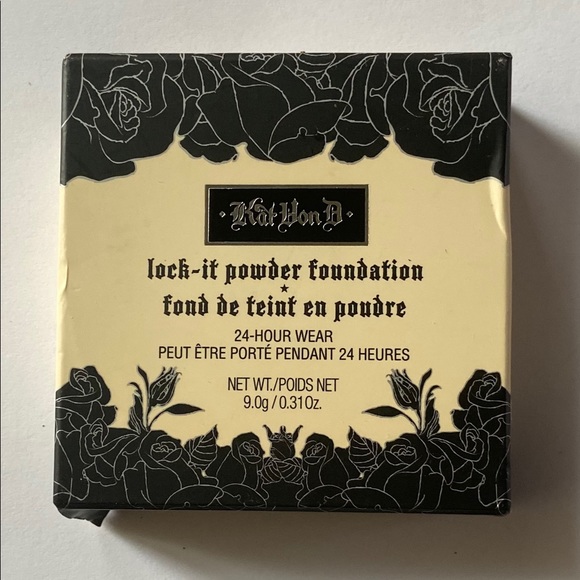 · Kat Von D ·
lock-it powder foundation
★
fond de teint en poudre
24-HOUR WEAR
PEUT ÊTRE PORTÉ PENDANT 24 HEURES
NET WT./POIDS NET
9.0g / 0.31Oz.